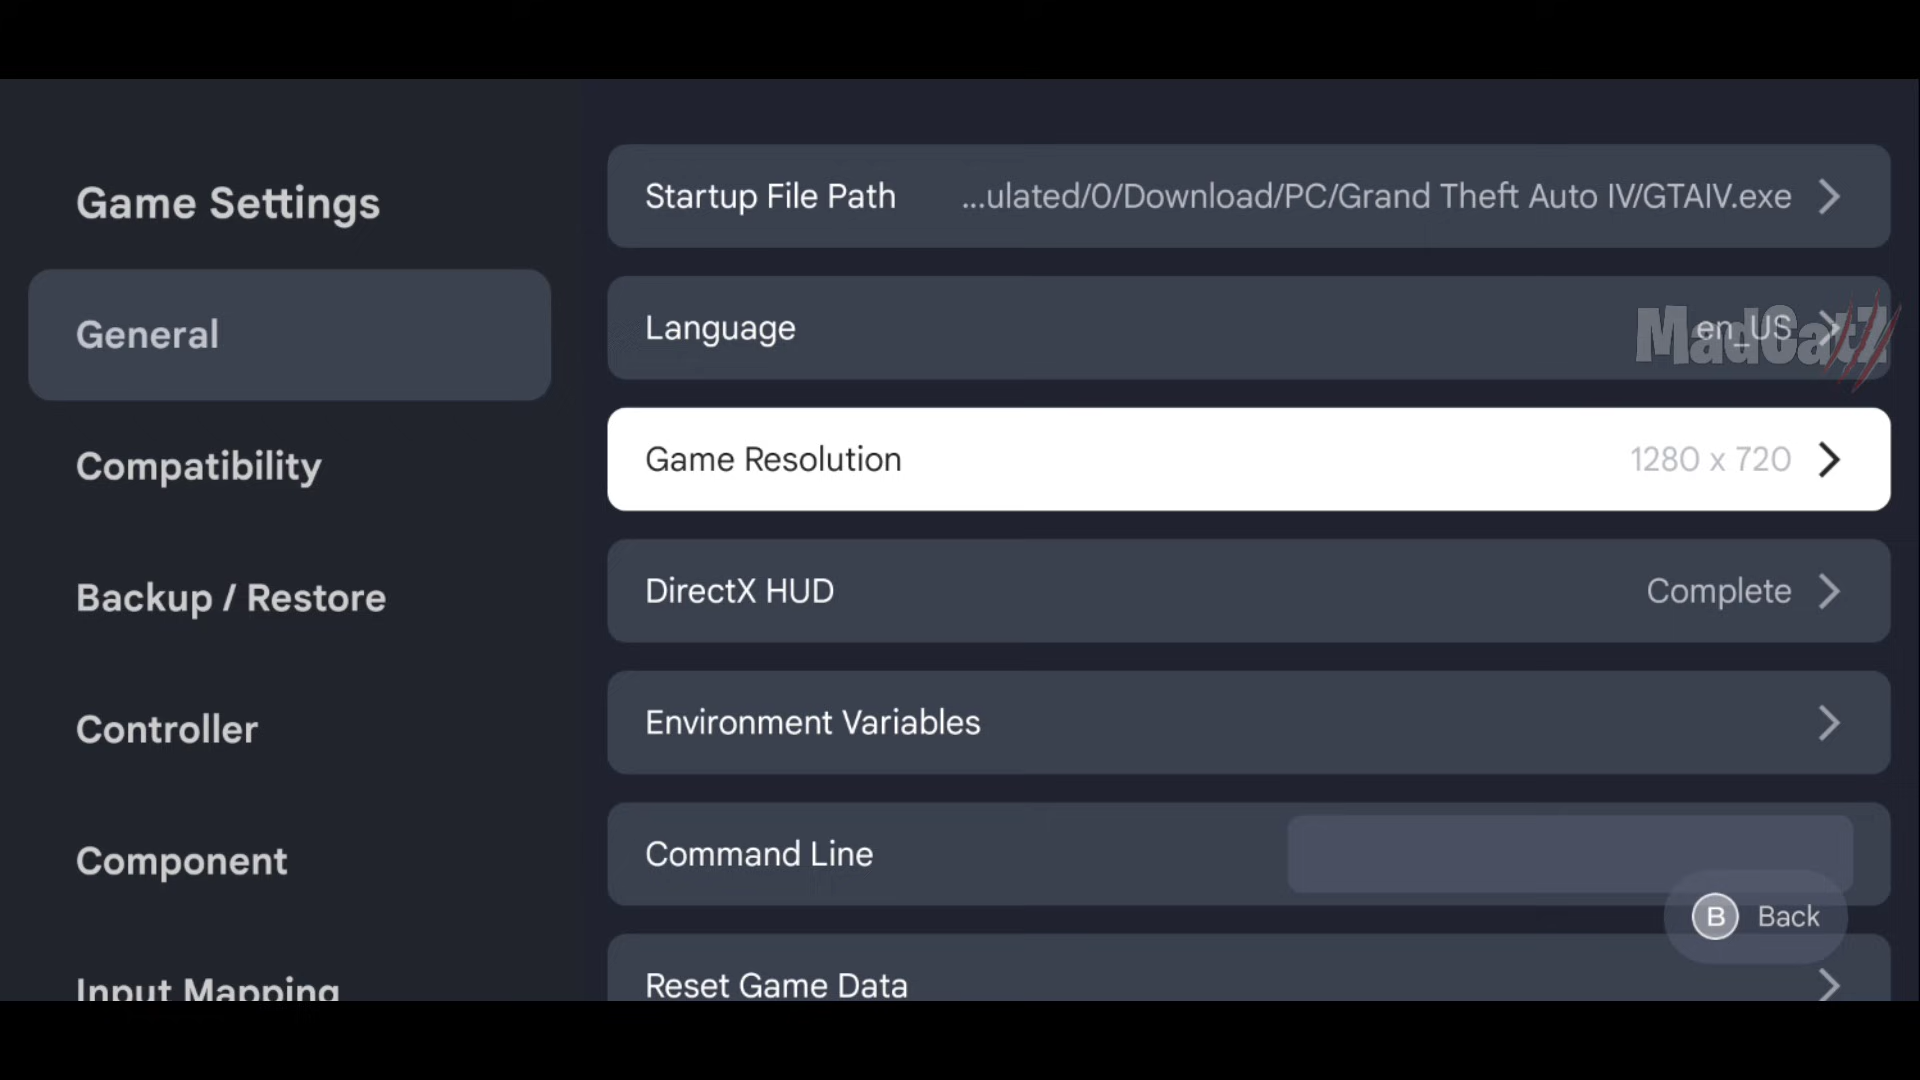 Game Settings
General
Compatibility
Backup / Restore
Controller
Component
Input Mapping
Startup File Path ...ulated/0/Download/PC/Grand Theft Auto IV/GTAIV.exe
Language en_US
MadCatZ
Game Resolution 1280 x 720
DirectX HUD Complete
Environment Variables
Command Line
B Back
Reset Game Data